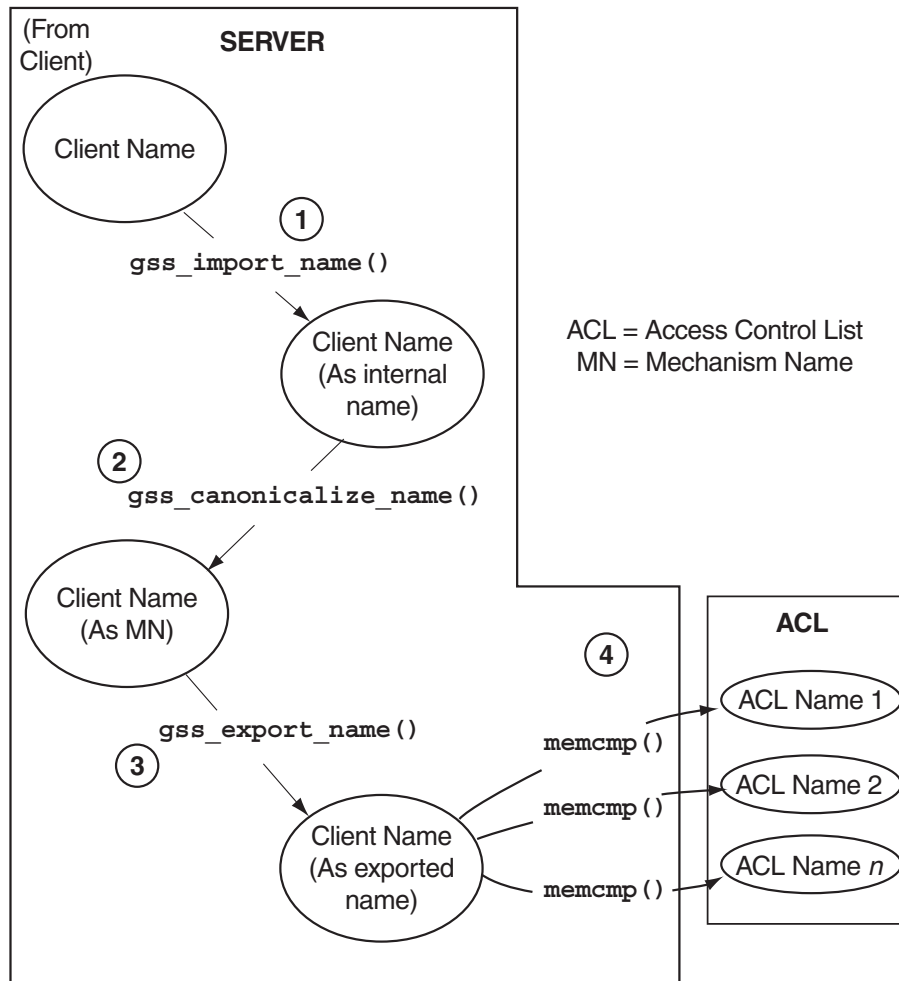 (From
Client)
SERVER
Client Name
1
gss_import_name()
Client Name
(As internal
name)
ACL = Access Control List
MN = Mechanism Name
2
gss_canonicalize_name()
Client Name
(As MN)
4
ACL
ACL Name 1
gss_export_name()
memcmp()
3
ACL Name 2
memcmp()
Client Name
(As exported
name)
ACL Name n
memcmp()